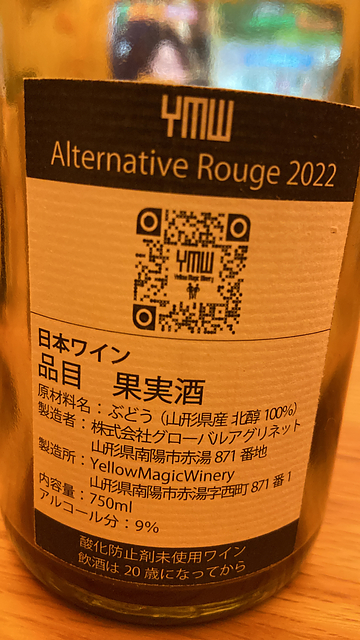 YMW
Alternative Rouge 2022
YMW
Yellow Magic Winery
日本ワイン
品目 果実酒
原材料名：ぶどう（山形県産 北醇 100%）
製造者：株式会社グローバルアグリネット
山形県南陽市赤湯 871 番地
製造所：YellowMagicWinery
山形県南陽市赤湯字西町 871 番 1
内容量：750ml
アルコール分：9%
酸化防止剤未使用ワイン
飲酒は 20 歳になってから